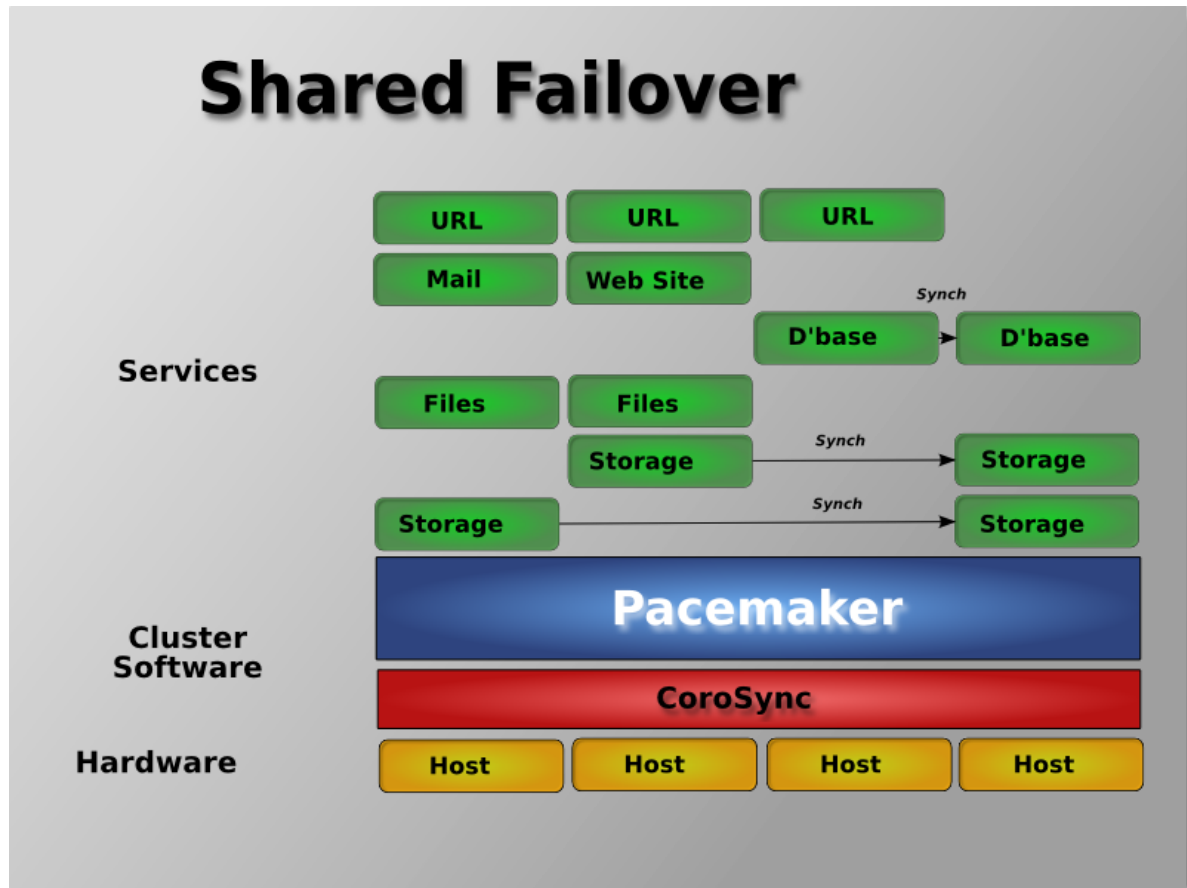 Shared Failover
URL URL URL
Mail Web Site
Synch
D'base D'base
Services
Files Files
Synch
Storage Storage
Synch
Storage Storage
Pacemaker
Cluster
Software
CoroSync
Hardware
Host Host Host Host